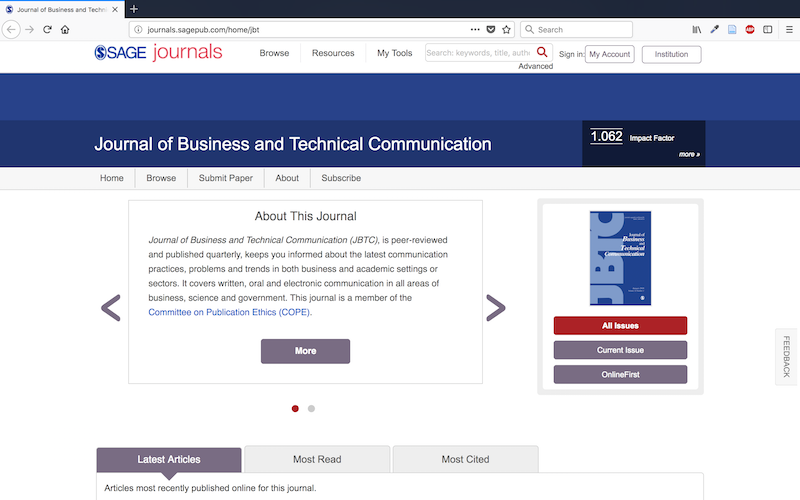 Journal of Business and Techni
journals.sagepub.com/home/jbt
Search
SAGE journals
Browse
Resources
My Tools
Search: keywords, title, autho
Advanced
Sign in:
My Account
Institution
Journal of Business and Technical Communication
1.062 Impact Factor
more »
Home
Browse
Submit Paper
About
Subscribe
About This Journal
Journal of Business and Technical Communication (JBTC), is peer-reviewed
and published quarterly, keeps you informed about the latest communication
practices, problems and trends in both business and academic settings or
sectors. It covers written, oral and electronic communication in all areas of
business, science and government. This journal is a member of the
Committee on Publication Ethics (COPE).
More
JBTC
Journal of
Business
and
Technical
Communication
All Issues
Current Issue
OnlineFirst
FEEDBACK
Latest Articles
Most Read
Most Cited
Articles most recently published online for this journal.